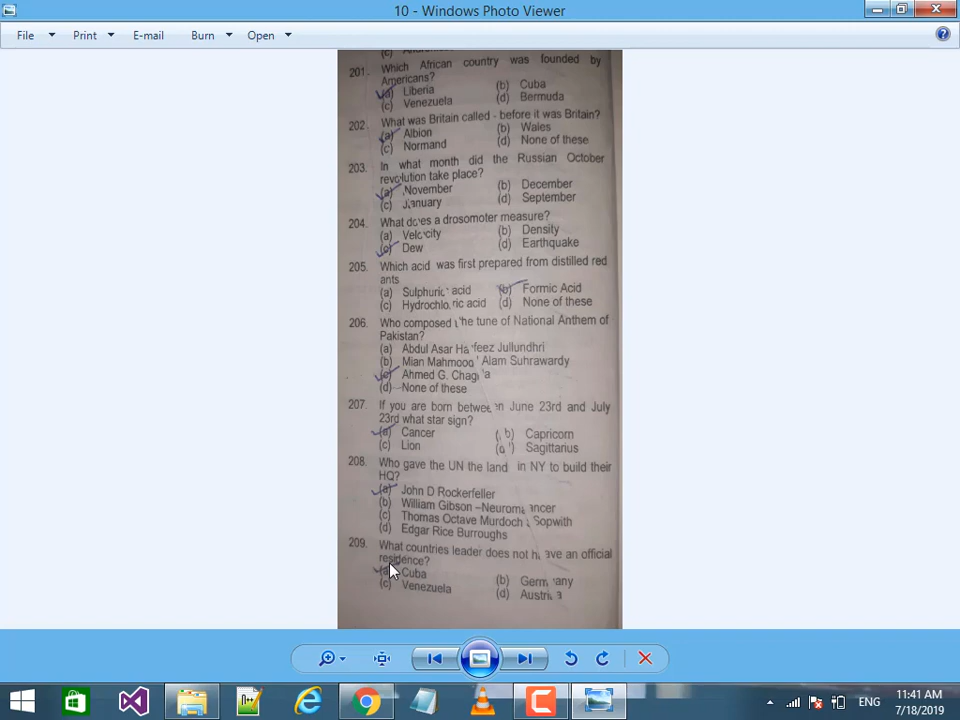 10 - Windows Photo Viewer
File Print E-mail Burn Open
201. Which African country was founded by
Americans?
(a) Liberia (b) Cuba
(c) Venezuela (d) Bermuda
202. What was Britain called - before it was Britain?
(a) Albion (b) Wales
(c) Normand (d) None of these
203. In what month did the Russian October
revolution take place?
(a) November (b) December
(c) January (d) September
204. What does a drosomoter measure?
(a) Velocity (b) Density
(c) Dew (d) Earthquake
205. Which acid was first prepared from distilled red
ants
(a) Sulphuric acid (b) Formic Acid
(c) Hydrochloric acid (d) None of these
206. Who composed the tune of National Anthem of
Pakistan?
(a) Abdul Asar Hafeez Jullundhri
(b) Mian Mahmood Alam Suhrawardy
(c) Ahmed G. Chagla
(d) None of these
207. If you are born between June 23rd and July
23rd what star sign?
(a) Cancer (b) Capricorn
(c) Lion (d) Sagittarius
208. Who gave the UN the land in NY to build their
HQ?
(a) John D Rockerfeller
(b) William Gibson –Neuromancer
(c) Thomas Octave Murdoch Sopwith
(d) Edgar Rice Burroughs
209. What countries leader does not have an official
residence?
(a) Cuba (b) Germany
(c) Venezuela (d) Austria
ENG
11:41 AM
7/18/2019